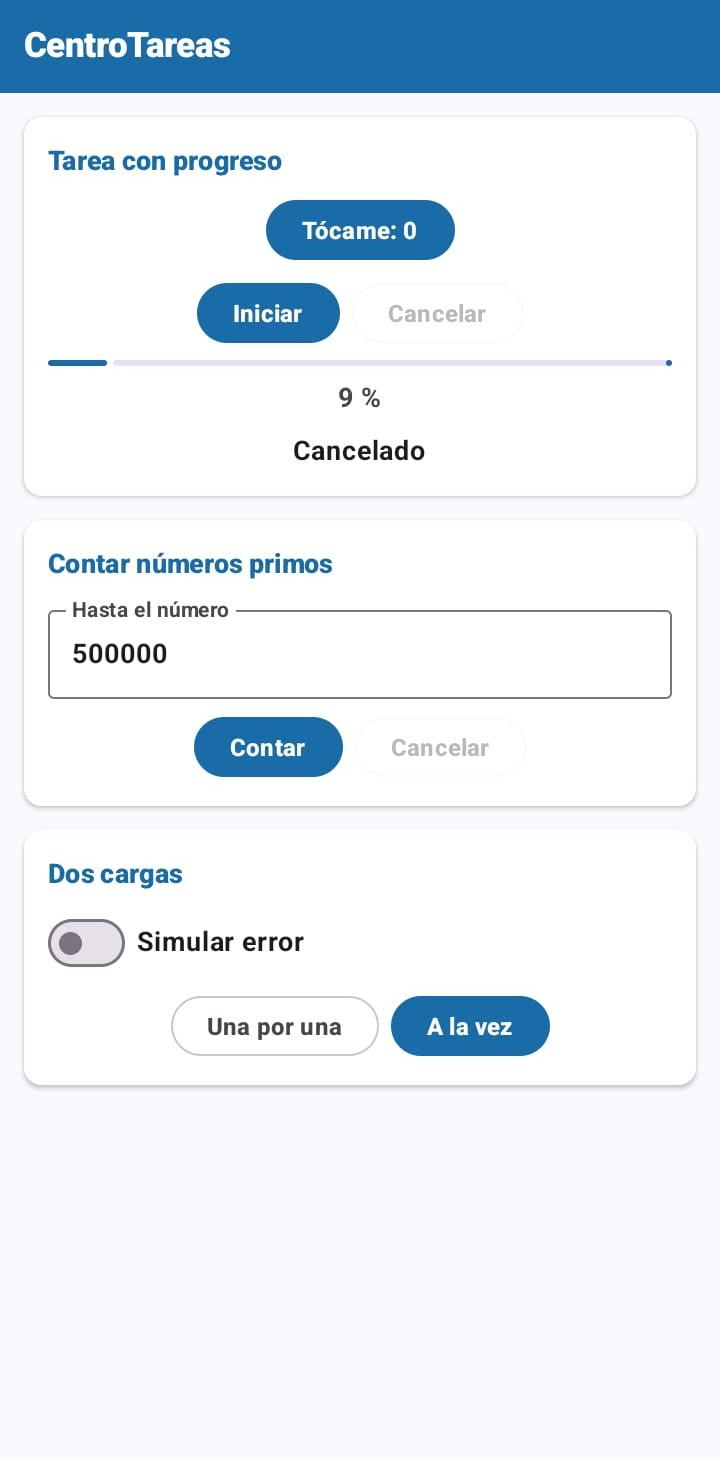 CentroTareas
Tarea con progreso
Tócame: 0
Iniciar Cancelar
9 %
Cancelado
Contar números primos
Hasta el número
500000
Contar Cancelar
Dos cargas
Simular error
Una por una A la vez